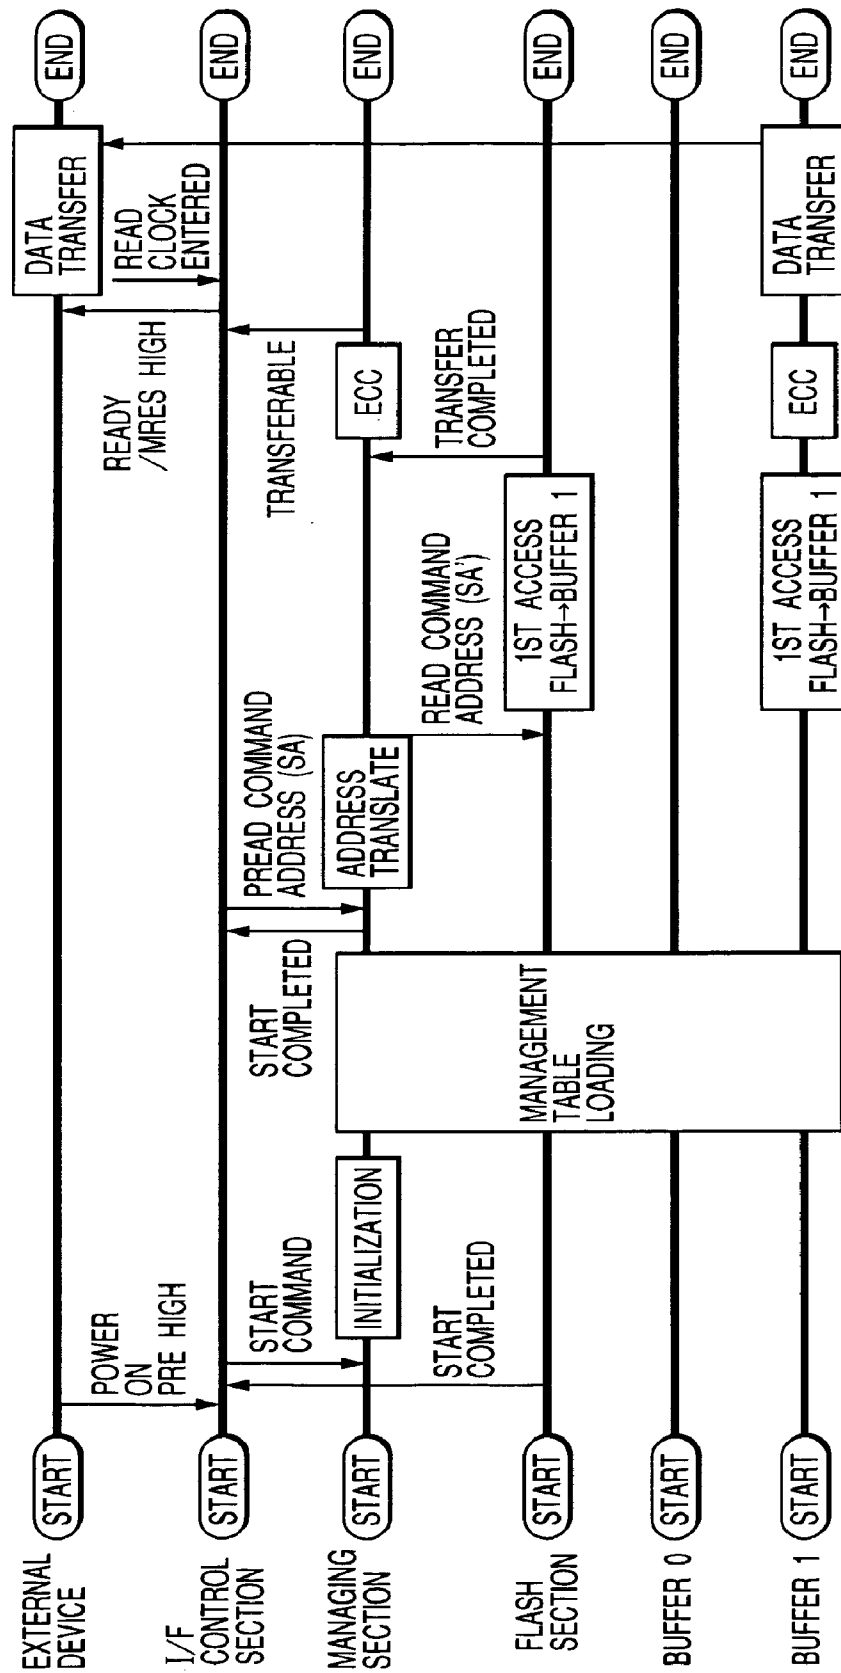 EXTERNAL
DEVICE
START
POWER
ON
PRE HIGH
READY
/MRES HIGH
READ
CLOCK
ENTERED
DATA
TRANSFER
END
I/F
CONTROL
SECTION
START
START
COMMAND
START
COMPLETED
PREAD COMMAND
ADDRESS (SA)
TRANSFERABLE
END
MANAGING
SECTION
START
INITIALIZATION
ADDRESS
TRANSLATE
ECC
END
START
COMPLETED
READ COMMAND
ADDRESS (SA')
TRANSFER
COMPLETED
FLASH
SECTION
START
MANAGEMENT
TABLE
LOADING
1ST ACCESS
FLASH→BUFFER 1
END
BUFFER 0
START
END
BUFFER 1
START
1ST ACCESS
FLASH→BUFFER 1
ECC
DATA
TRANSFER
END